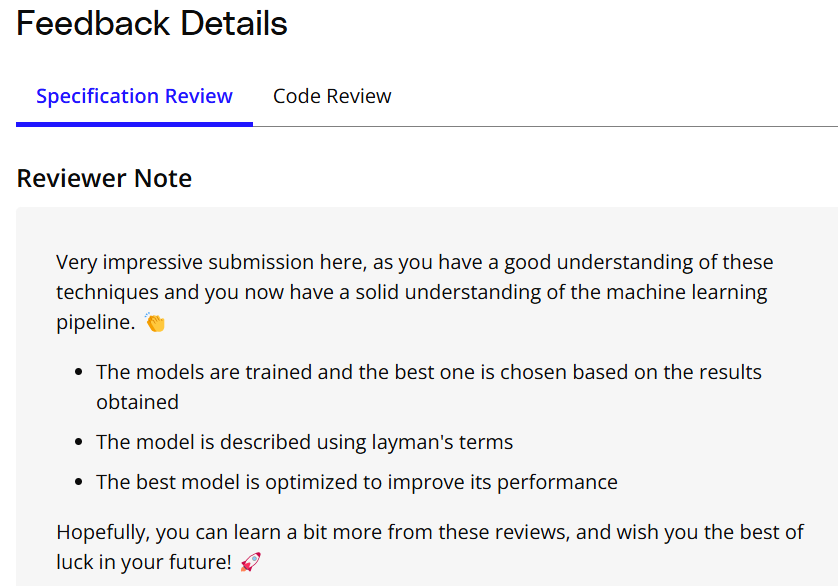 Feedback Details
Specification Review
Code Review
Reviewer Note
Very impressive submission here, as you have a good understanding of these
techniques and you now have a solid understanding of the machine learning
pipeline. 👏
• The models are trained and the best one is chosen based on the results
obtained
• The model is described using layman's terms
• The best model is optimized to improve its performance
Hopefully, you can learn a bit more from these reviews, and wish you the best of
luck in your future! 🚀